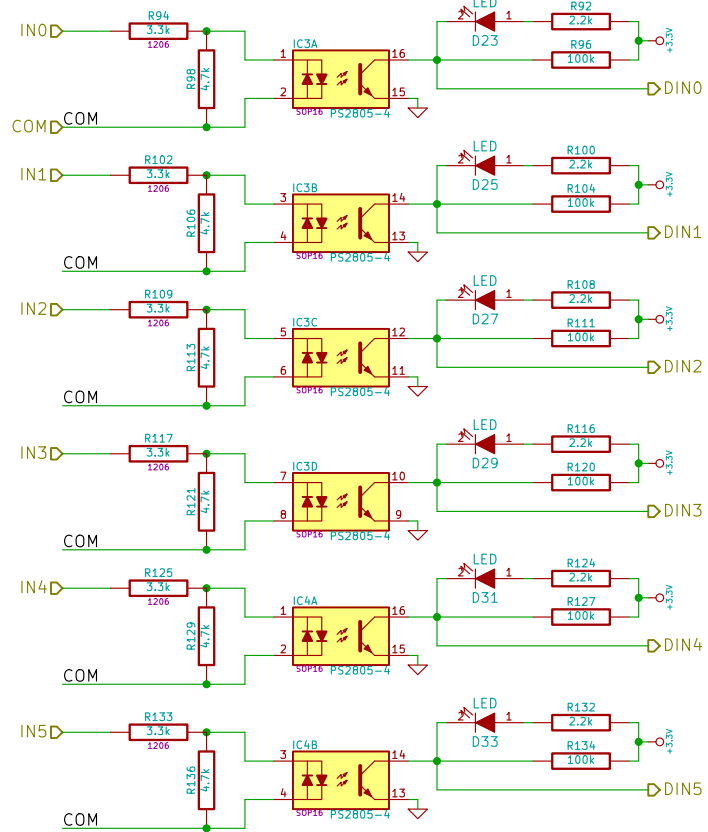 IN0
R94
3.3k
1206
R98
4.7k
COM
COM
IC3A
1
2
16
15
SOP16
PS2805-4
LED
2
1
D23
R92
2.2k
R96
100k
+3.3V
DIN0
IN1
R102
3.3k
1206
R106
4.7k
COM
IC3B
3
4
14
13
SOP16
PS2805-4
LED
2
1
D25
R100
2.2k
R104
100k
+3.3V
DIN1
IN2
R109
3.3k
1206
R113
4.7k
COM
IC3C
5
6
12
11
SOP16
PS2805-4
LED
2
1
D27
R108
2.2k
R111
100k
+3.3V
DIN2
IN3
R117
3.3k
1206
R121
4.7k
COM
IC3D
7
8
10
9
SOP16
PS2805-4
LED
2
1
D29
R116
2.2k
R120
100k
+3.3V
DIN3
IN4
R125
3.3k
1206
R129
4.7k
COM
IC4A
1
2
16
15
SOP16
PS2805-4
LED
2
1
D31
R124
2.2k
R127
100k
+3.3V
DIN4
IN5
R133
3.3k
1206
R136
4.7k
COM
IC4B
3
4
14
13
SOP16
PS2805-4
LED
2
1
D33
R132
2.2k
R134
100k
+3.3V
DIN5